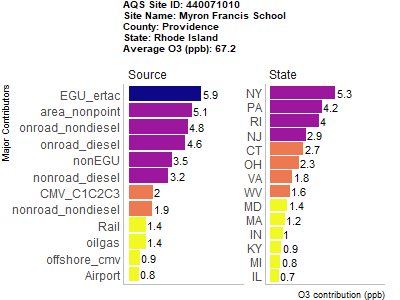 AQS Site ID: 440071010
Site Name: Myron Francis School
County: Providence
State: Rhode Island
Average O3 (ppb): 67.2
Major Contributors
Source
EGU_ertac 5.9
area_nonpoint 5.1
onroad_nondiesel 4.8
onroad_diesel 4.6
nonEGU 3.5
nonroad_diesel 3.2
CMV_C1C2C3 2
nonroad_nondiesel 1.9
Rail 1.4
oilgas 1.4
offshore_cmv 0.9
Airport 0.8
State
NY 5.3
PA 4.2
RI 4
NJ 2.9
CT 2.7
OH 2.3
VA 1.8
WV 1.6
MD 1.4
MA 1.2
IN 1
KY 0.9
MI 0.8
IL 0.7
O3 contribution (ppb)